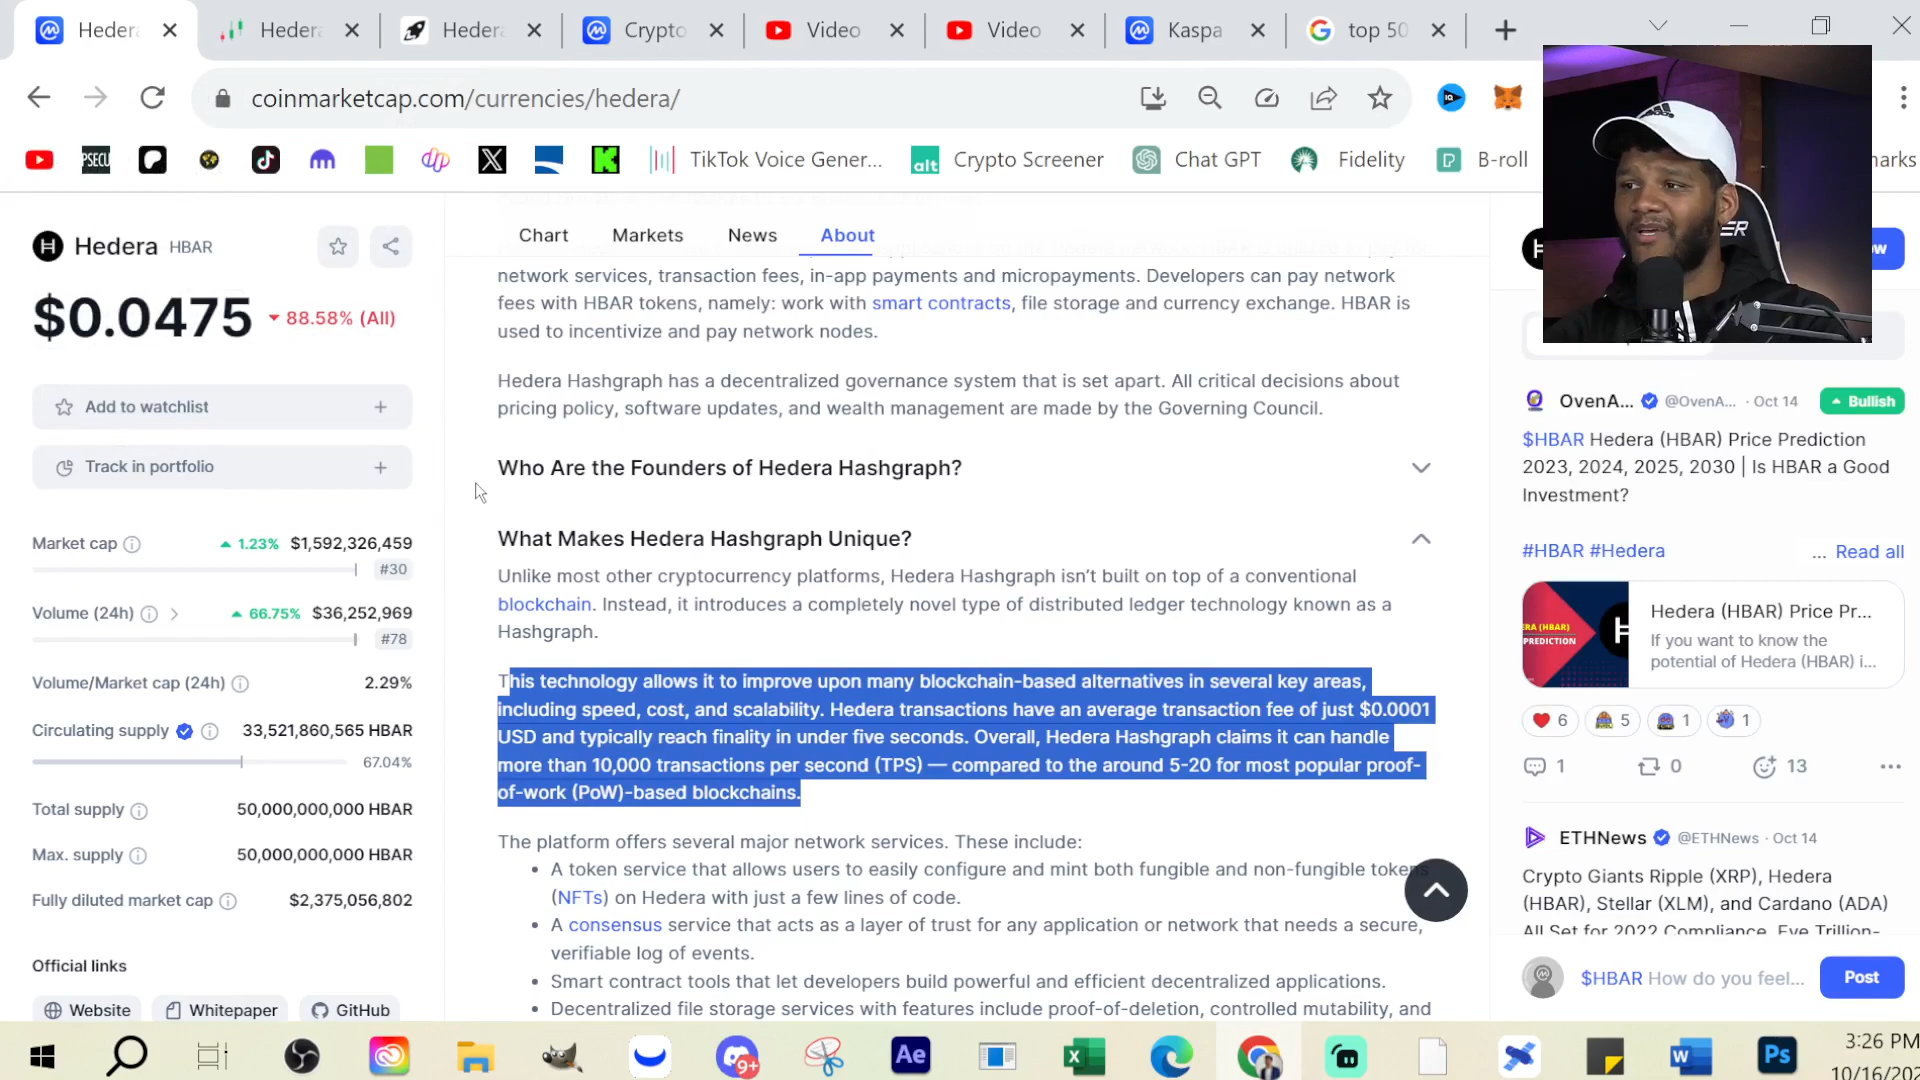 Hedera
Hedera
Hedera
Crypto
Video
Video
Kaspa
top 50
coinmarketcap.com/currencies/hedera/
TikTok Voice Gener...
Crypto Screener
Chat GPT
Fidelity
B-roll
Hedera HBAR
$0.0475 88.58% (All)
Add to watchlist
Track in portfolio
Market cap 1.23% $1,592,326,459
#30
Volume (24h) 66.75% $36,252,969
#78
Volume/Market cap (24h) 2.29%
Circulating supply 33,521,860,565 HBAR
67.04%
Total supply 50,000,000,000 HBAR
Max. supply 50,000,000,000 HBAR
Fully diluted market cap $2,375,056,802
Official links
Website Whitepaper GitHub
Chart Markets News About
network services, transaction fees, in-app payments and micropayments. Developers can pay network
fees with HBAR tokens, namely: work with smart contracts, file storage and currency exchange. HBAR is
used to incentivize and pay network nodes.
Hedera Hashgraph has a decentralized governance system that is set apart. All critical decisions about
pricing policy, software updates, and wealth management are made by the Governing Council.
Who Are the Founders of Hedera Hashgraph?
What Makes Hedera Hashgraph Unique?
Unlike most other cryptocurrency platforms, Hedera Hashgraph isn't built on top of a conventional
blockchain. Instead, it introduces a completely novel type of distributed ledger technology known as a
Hashgraph.
This technology allows it to improve upon many blockchain-based alternatives in several key areas,
including speed, cost, and scalability. Hedera transactions have an average transaction fee of just $0.0001
USD and typically reach finality in under five seconds. Overall, Hedera Hashgraph claims it can handle
more than 10,000 transactions per second (TPS) — compared to the around 5-20 for most popular proof-
of-work (PoW)-based blockchains.
The platform offers several major network services. These include:
• A token service that allows users to easily configure and mint both fungible and non-fungible tokens
(NFTs) on Hedera with just a few lines of code.
• A consensus service that acts as a layer of trust for any application or network that needs a secure,
verifiable log of events.
• Smart contract tools that let developers build powerful and efficient decentralized applications.
• Decentralized file storage services with features include proof-of-deletion, controlled mutability, and
OvenA... @OvenA... · Oct 14 Bullish
$HBAR Hedera (HBAR) Price Prediction
2023, 2024, 2025, 2030 | Is HBAR a Good
Investment?
#HBAR #Hedera ... Read all
Hedera (HBAR) Price Pr...
If you want to know the
potential of Hedera (HBAR) i...
6 5 1 1
1 0 13 ...
ETHNews @ETHNews · Oct 14
Crypto Giants Ripple (XRP), Hedera
(HBAR), Stellar (XLM), and Cardano (ADA)
All Set for 2022 Compliance, Eye Trillion-
$HBAR How do you feel... Post
3:26 PM